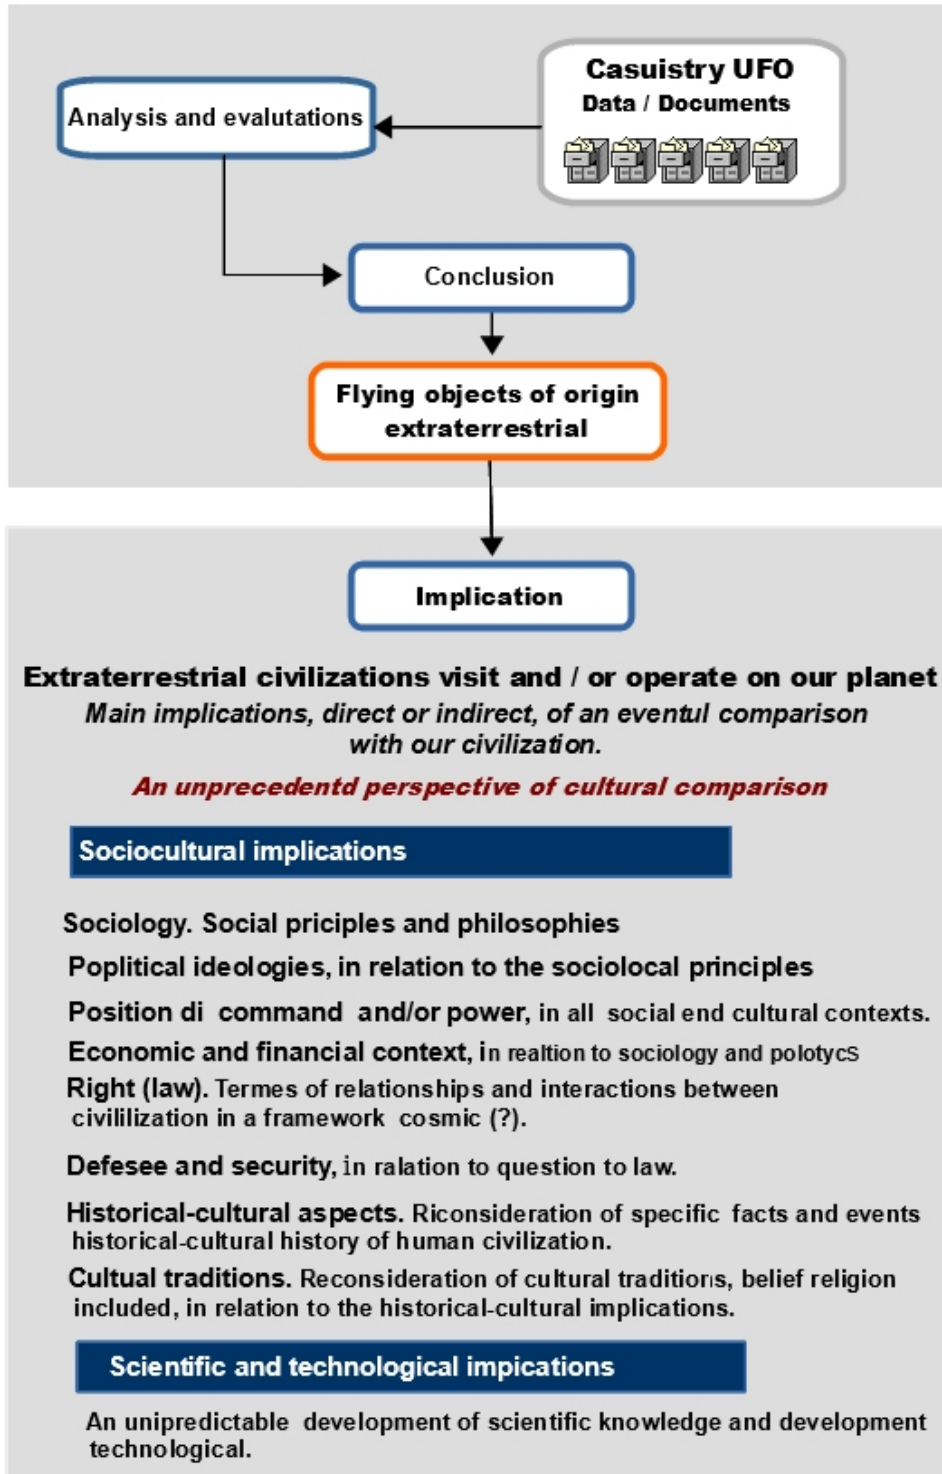 Casuistry UFO
Data / Documents
Analysis and evalutations
Conclusion
Flying objects of origin
extraterrestrial
Implication
Extraterrestrial civilizations visit and / or operate on our planet
Main implications, direct or indirect, of an eventul comparison
with our civilization.
An unprecedentd perspective of cultural comparison
Sociocultural implications
Sociology. Social priciples and philosophies
Poplitical ideologies, in relation to the sociolocal principles
Position di command and/or power, in all social end cultural contexts.
Economic and financial context, in realtion to sociology and polotycs
Right (law). Termes of relationships and interactions between
civililization in a framework cosmic (?).
Defesee and security, in ralation to question to law.
Historical-cultural aspects. Riconsideration of specific facts and events
historical-cultural history of human civilization.
Cultual traditions. Reconsideration of cultural traditions, belief religion
included, in relation to the historical-cultural implications.
Scientific and technological impications
An unipredictable development of scientific knowledge and development
technological.